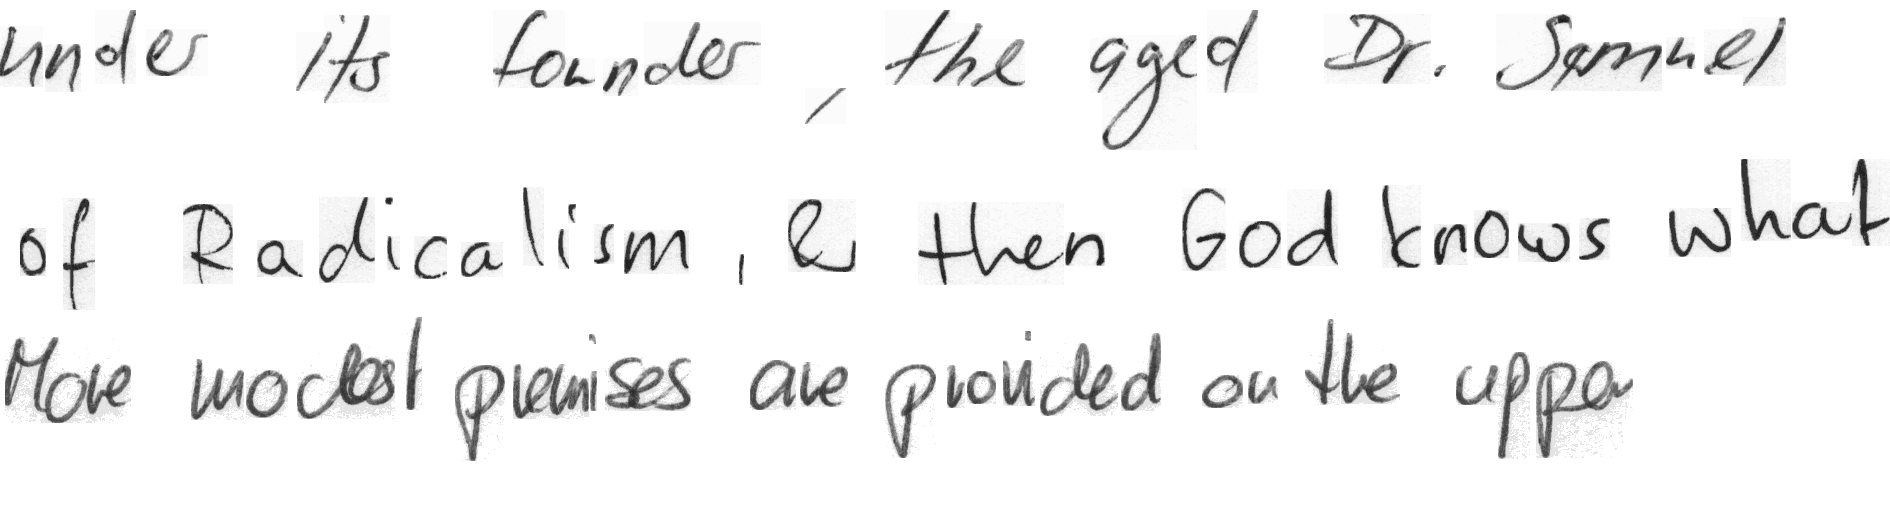 under its founder, the aged Dr. Samuel
of Radicalism, & then God knows what
More modest premises are provided on the upper